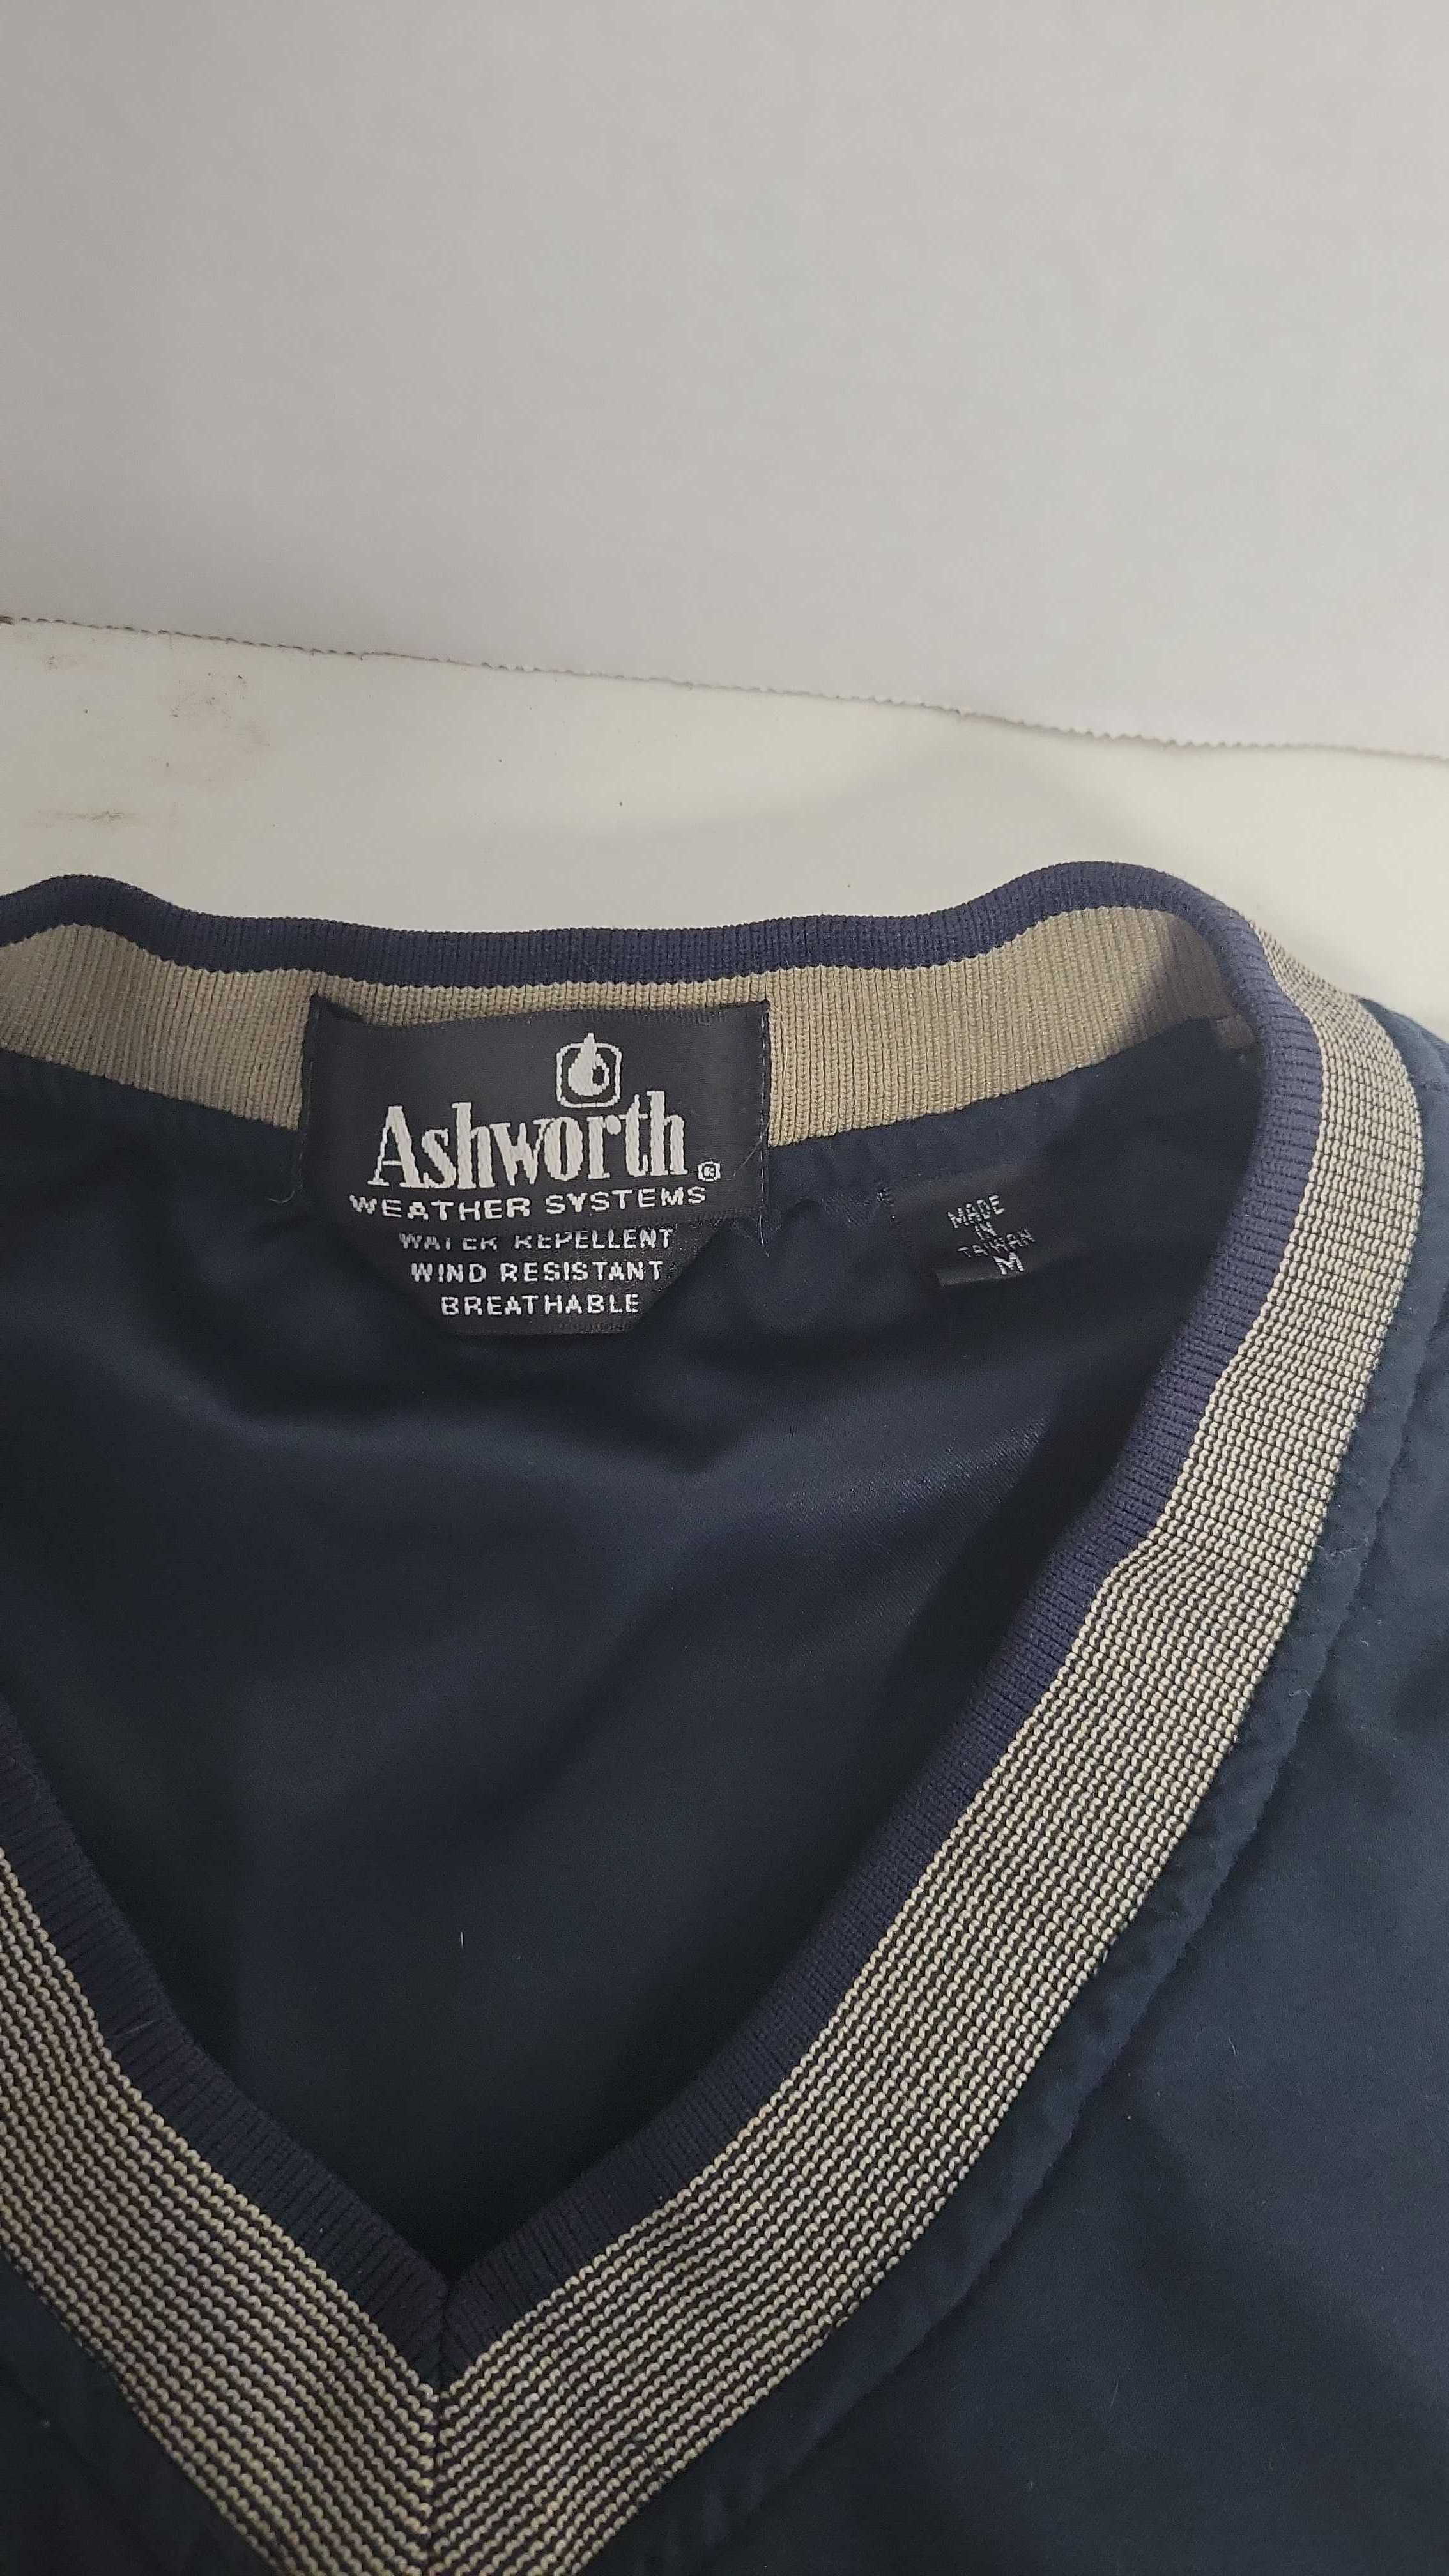 Ashworth®
WEATHER SYSTEMS
WATER REPELLENT
WIND RESISTANT
BREATHABLE
MADE
IN
TAIWAN
M